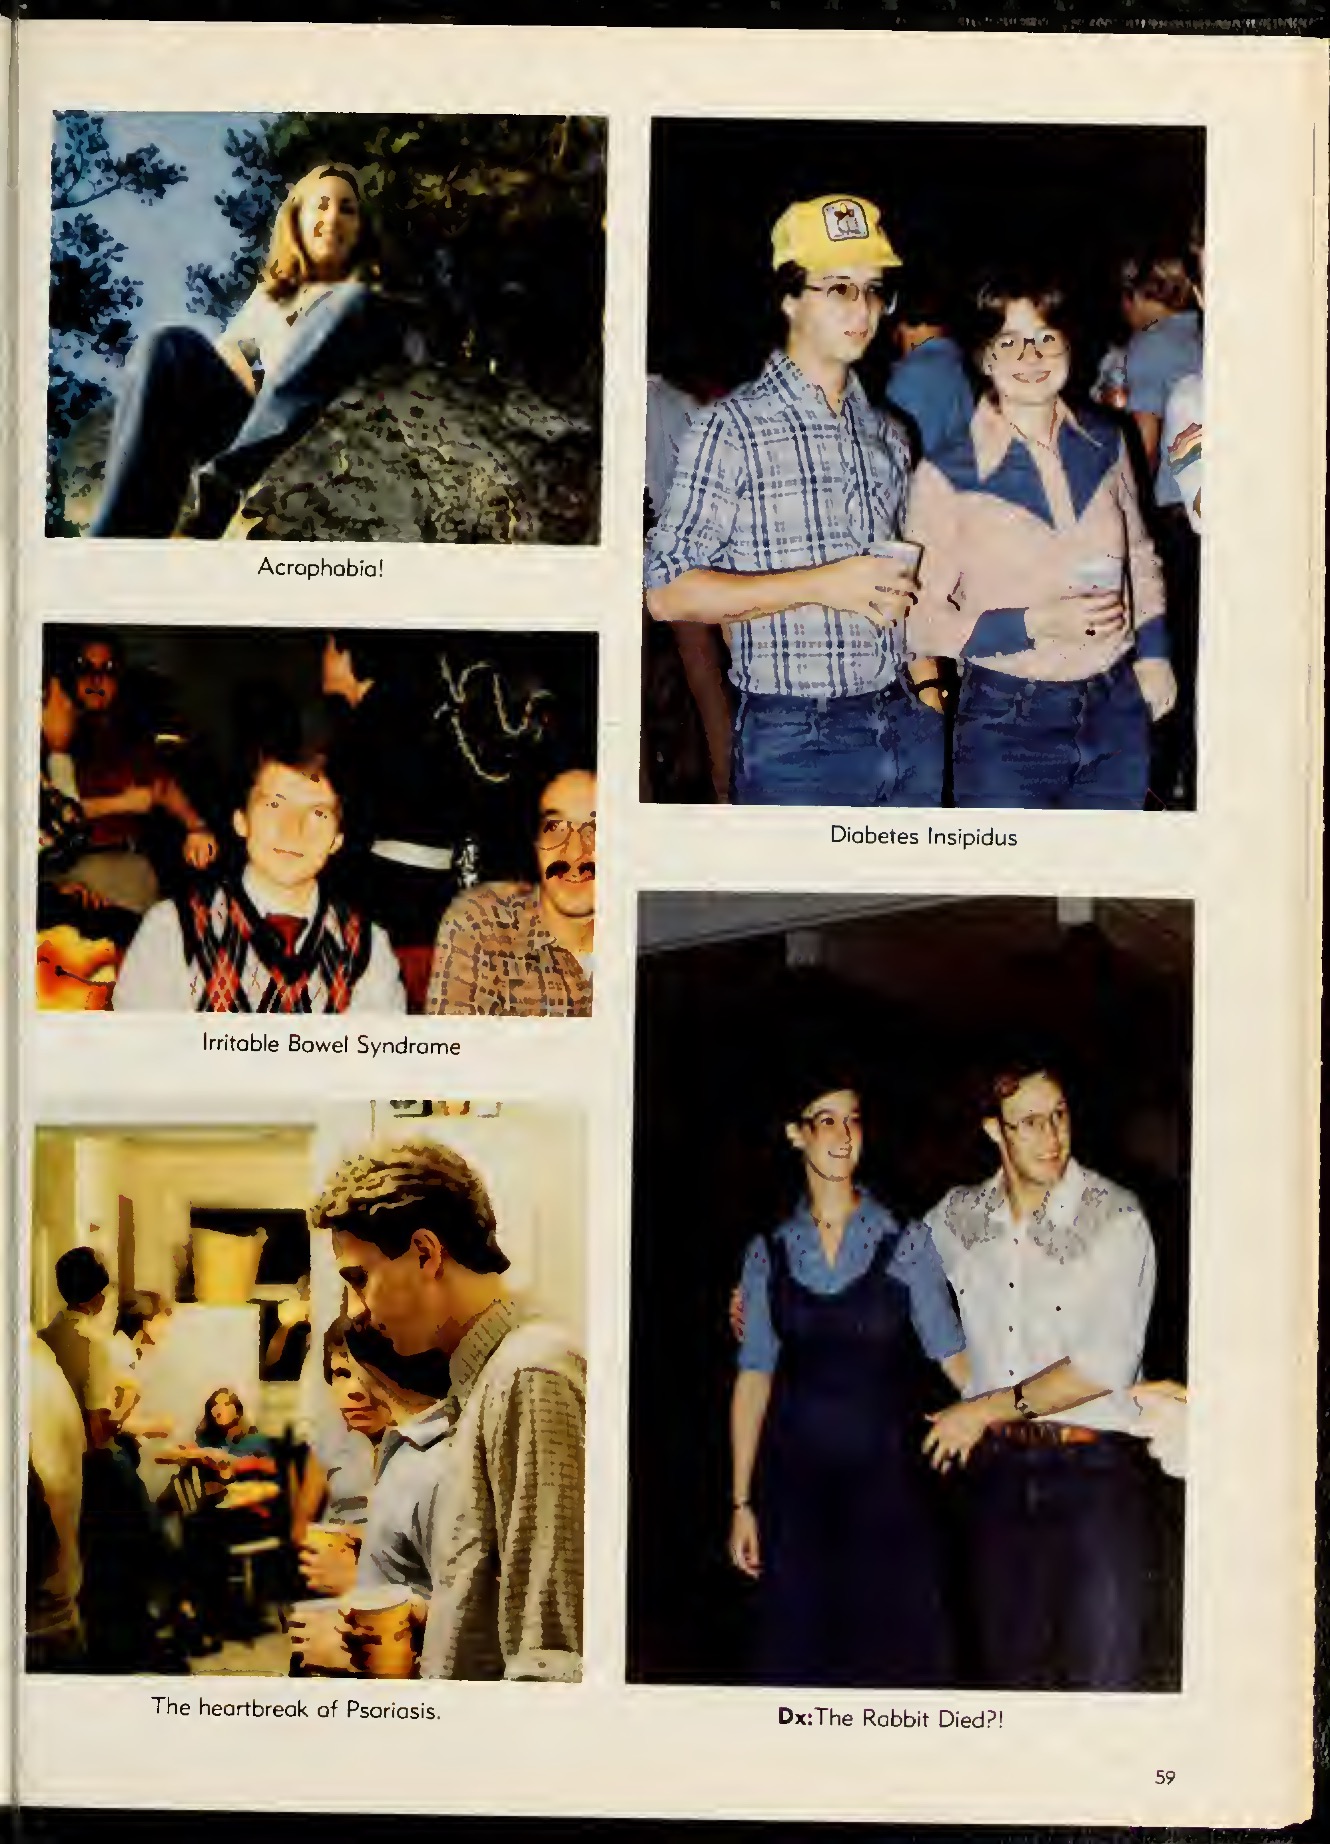 Acrophobia!
Irritable Bowel Syndrome
The heartbreak of Psoriasis.
Diabetes Insipidus
Dx:The Rabbit Died?!
59